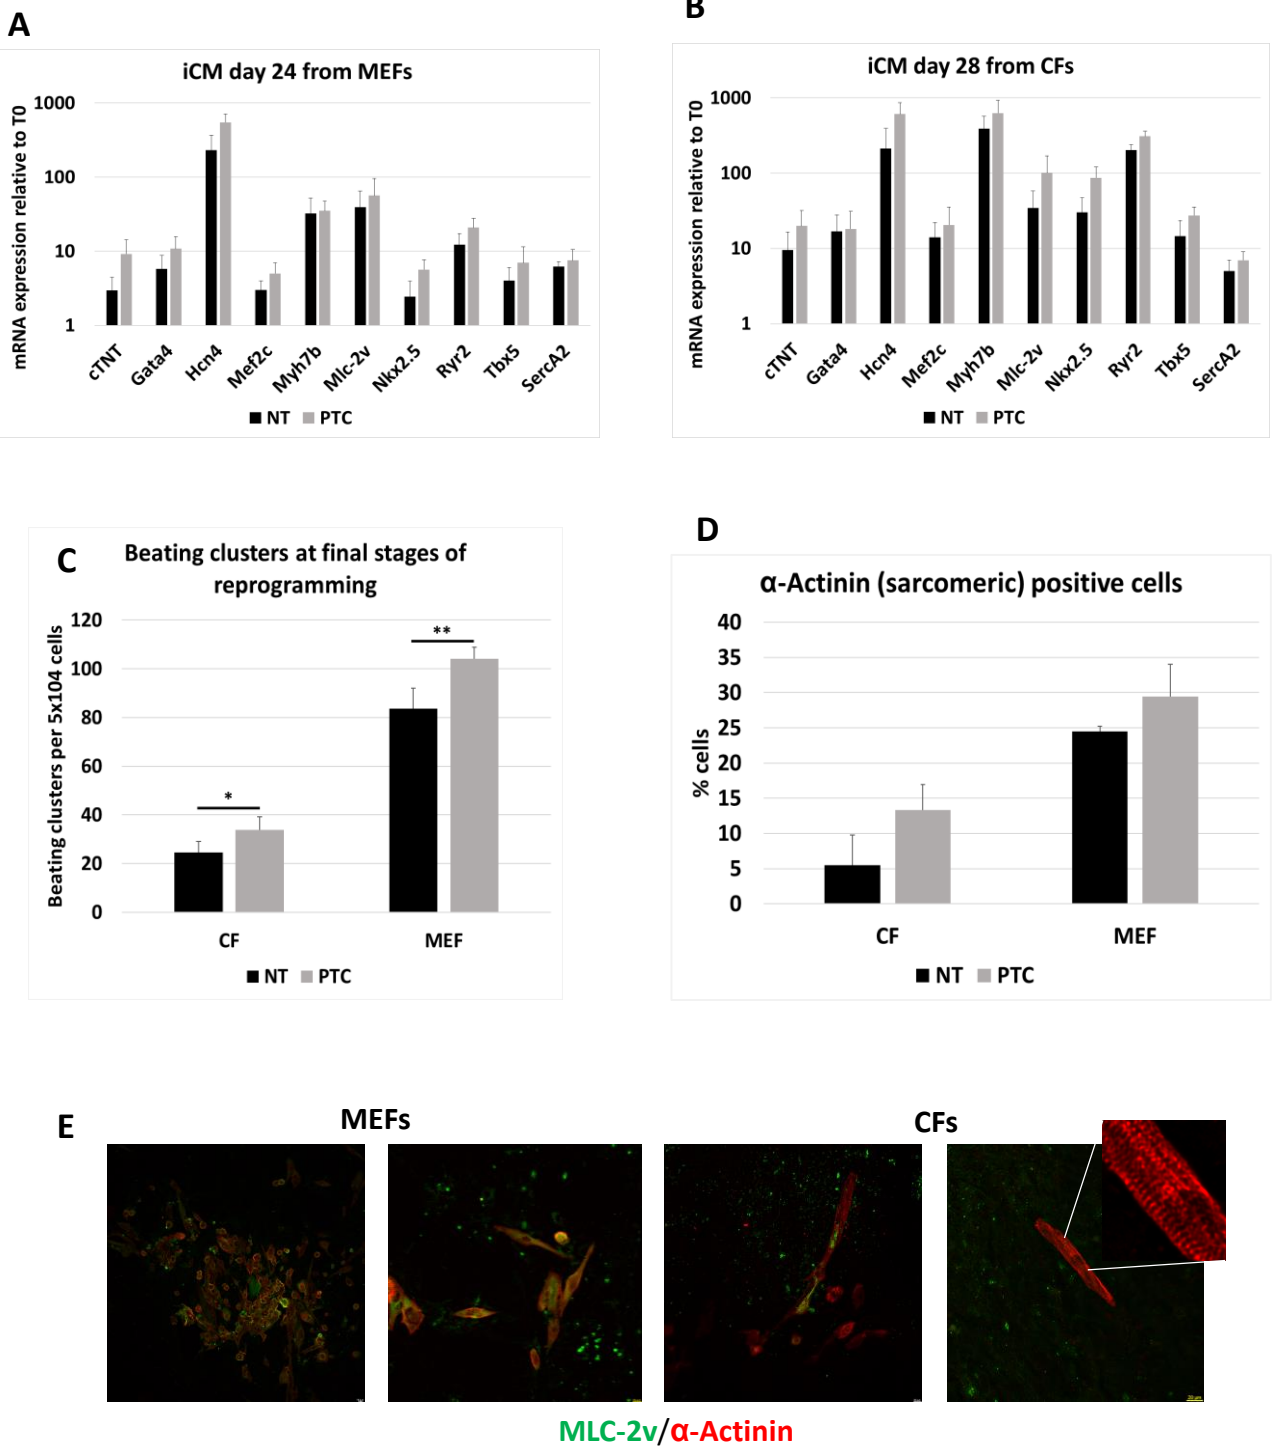 A
iCM day 24 from MEFs
mRNA expression relative to T0
1000
100
10
1
cTNT
Gata4
Hcn4
Mef2c
Myh7b
Mlc-2v
Nkx2.5
Ryr2
Tbx5
SercA2
NT PTC
B
iCM day 28 from CFs
mRNA expression relative to T0
1000
100
10
1
cTNT
Gata4
Hcn4
Mef2c
Myh7b
Mlc-2v
Nkx2.5
Ryr2
Tbx5
SercA2
NT PTC
C
Beating clusters at final stages of
reprogramming
Beating clusters per 5x104 cells
120
100
80
60
40
20
0
*
**
CF MEF
NT PTC
D
α-Actinin (sarcomeric) positive cells
% cells
40
35
30
25
20
15
10
5
0
CF MEF
NT PTC
E
MEFs
CFs
MLC-2v/α-Actinin